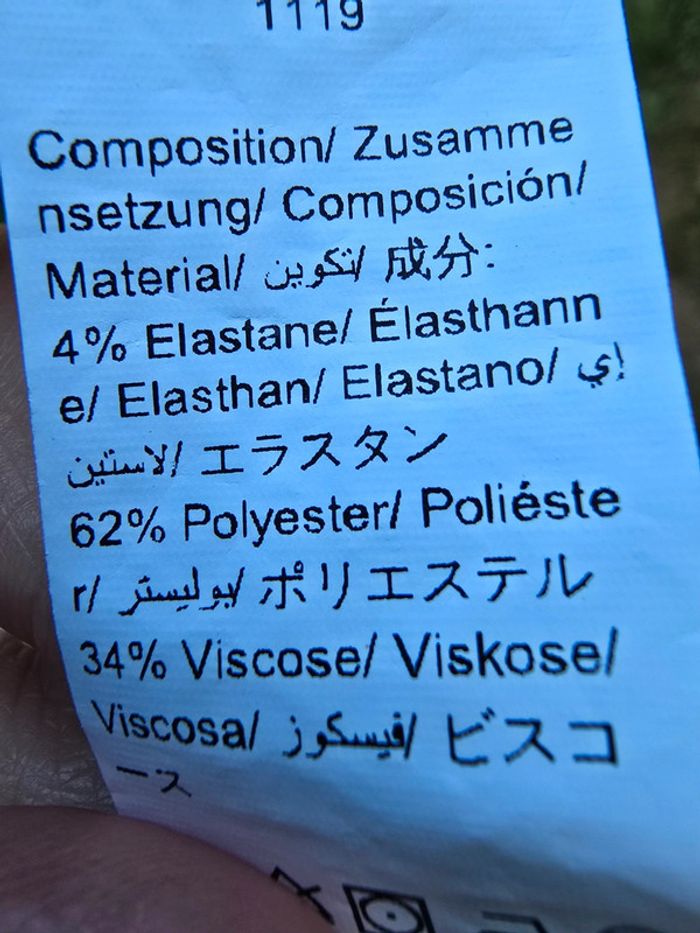 1119
Composition/ Zusamme
nsetzung/ Composición/
Material/ تكوين/ 成分:
4% Elastane/ Élasthann
e/ Elasthan/ Elastano/ إي
لاستين/ エラスタン
62% Polyester/ Poliéste
r/ بوليستر/ ポリエステル
34% Viscose/ Viskose/
Viscosa/ فيسكوز/ ビスコ
ース